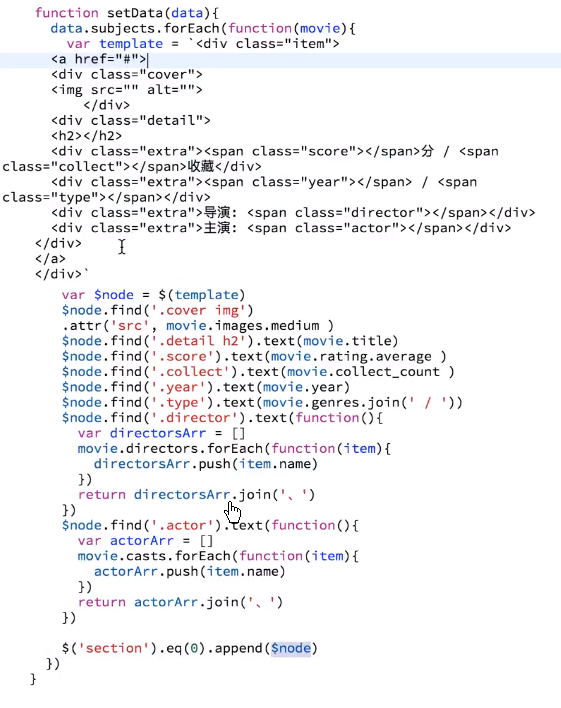 function setData(data){
data.subjects.forEach(function(movie){
var template = `<div class="item">
<a href="#">
<div class="cover">
<img src="" alt="">
</div>
<div class="detail">
<h2></h2>
<div class="extra"><span class="score"></span>分 / <span
class="collect"></span>收藏</div>
<div class="extra"><span class="year"></span> / <span
class="type"></span></div>
<div class="extra">导演: <span class="director"></span></div>
<div class="extra">主演: <span class="actor"></span></div>
</div>
</a>
</div>`
var $node = $(template)
$node.find('.cover img')
.attr('src', movie.images.medium )
$node.find('.detail h2').text(movie.title)
$node.find('.score').text(movie.rating.average )
$node.find('.collect').text(movie.collect_count )
$node.find('.year').text(movie.year)
$node.find('.type').text(movie.genres.join(' / '))
$node.find('.director').text(function(){
var directorsArr = []
movie.directors.forEach(function(item){
directorsArr.push(item.name)
})
return directorsArr.join('、')
})
$node.find('.actor').text(function(){
var actorArr = []
movie.casts.forEach(function(item){
actorArr.push(item.name)
})
return actorArr.join('、')
})
$('section').eq(0).append($node)
})
}